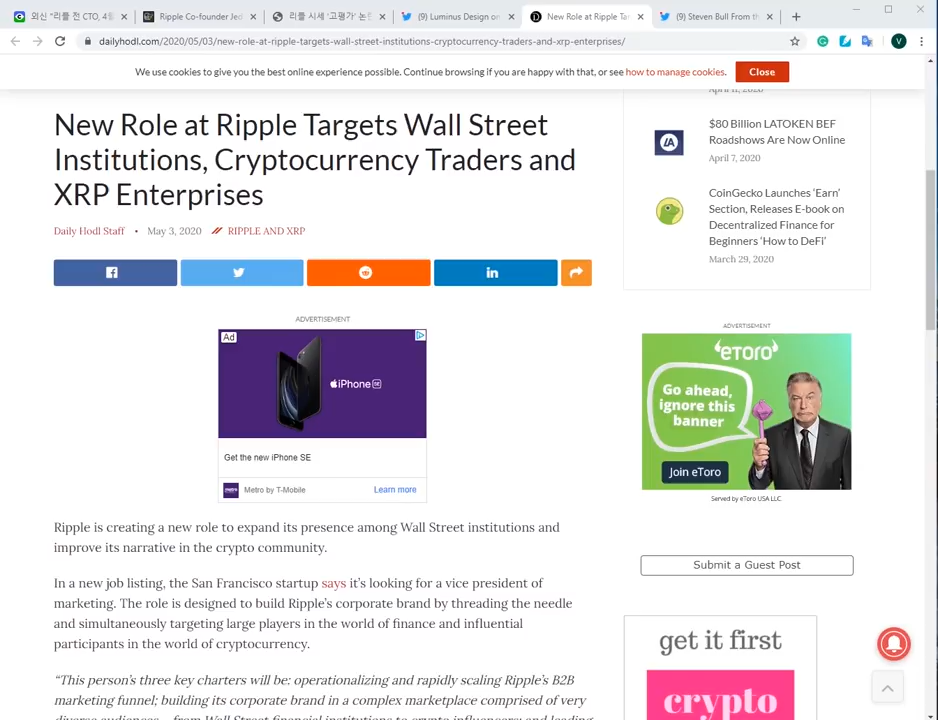 외신 "리플 전 CTO, 4월
Ripple Co-founder Jed
리플 시세 '고평가' 논란
(9) Luminus Design on
New Role at Ripple Tar
(9) Steven Bull From th
dailyhodl.com/2020/05/03/new-role-at-ripple-targets-wall-street-institutions-cryptocurrency-traders-and-xrp-enterprises/
V
We use cookies to give you the best online experience possible. Continue browsing if you are happy with that, or see how to manage cookies.
Close
New Role at Ripple Targets Wall Street
Institutions, Cryptocurrency Traders and
XRP Enterprises
Daily Hodl Staff • May 3, 2020 // RIPPLE AND XRP
in
ADVERTISEMENT
Ad
iPhone SE
Get the new iPhone SE
Metro by T-Mobile
Learn more
Ripple is creating a new role to expand its presence among Wall Street institutions and
improve its narrative in the crypto community.
In a new job listing, the San Francisco startup says it's looking for a vice president of
marketing. The role is designed to build Ripple's corporate brand by threading the needle
and simultaneously targeting large players in the world of finance and influential
participants in the world of cryptocurrency.
"This person's three key charters will be: operationalizing and rapidly scaling Ripple's B2B
marketing funnel; building its corporate brand in a complex marketplace comprised of very
diverse audiences – from Wall Street financial institutions to crypto influencers and leading
April 11, 2020
$80 Billion LATOKEN BEF
Roadshows Are Now Online
April 7, 2020
CoinGecko Launches 'Earn'
Section, Releases E-book on
Decentralized Finance for
Beginners 'How to DeFi'
March 29, 2020
ADVERTISEMENT
eToro
Go ahead,
ignore this
banner
Join eToro
Served by eToro USA LLC
Submit a Guest Post
get it first
crypto